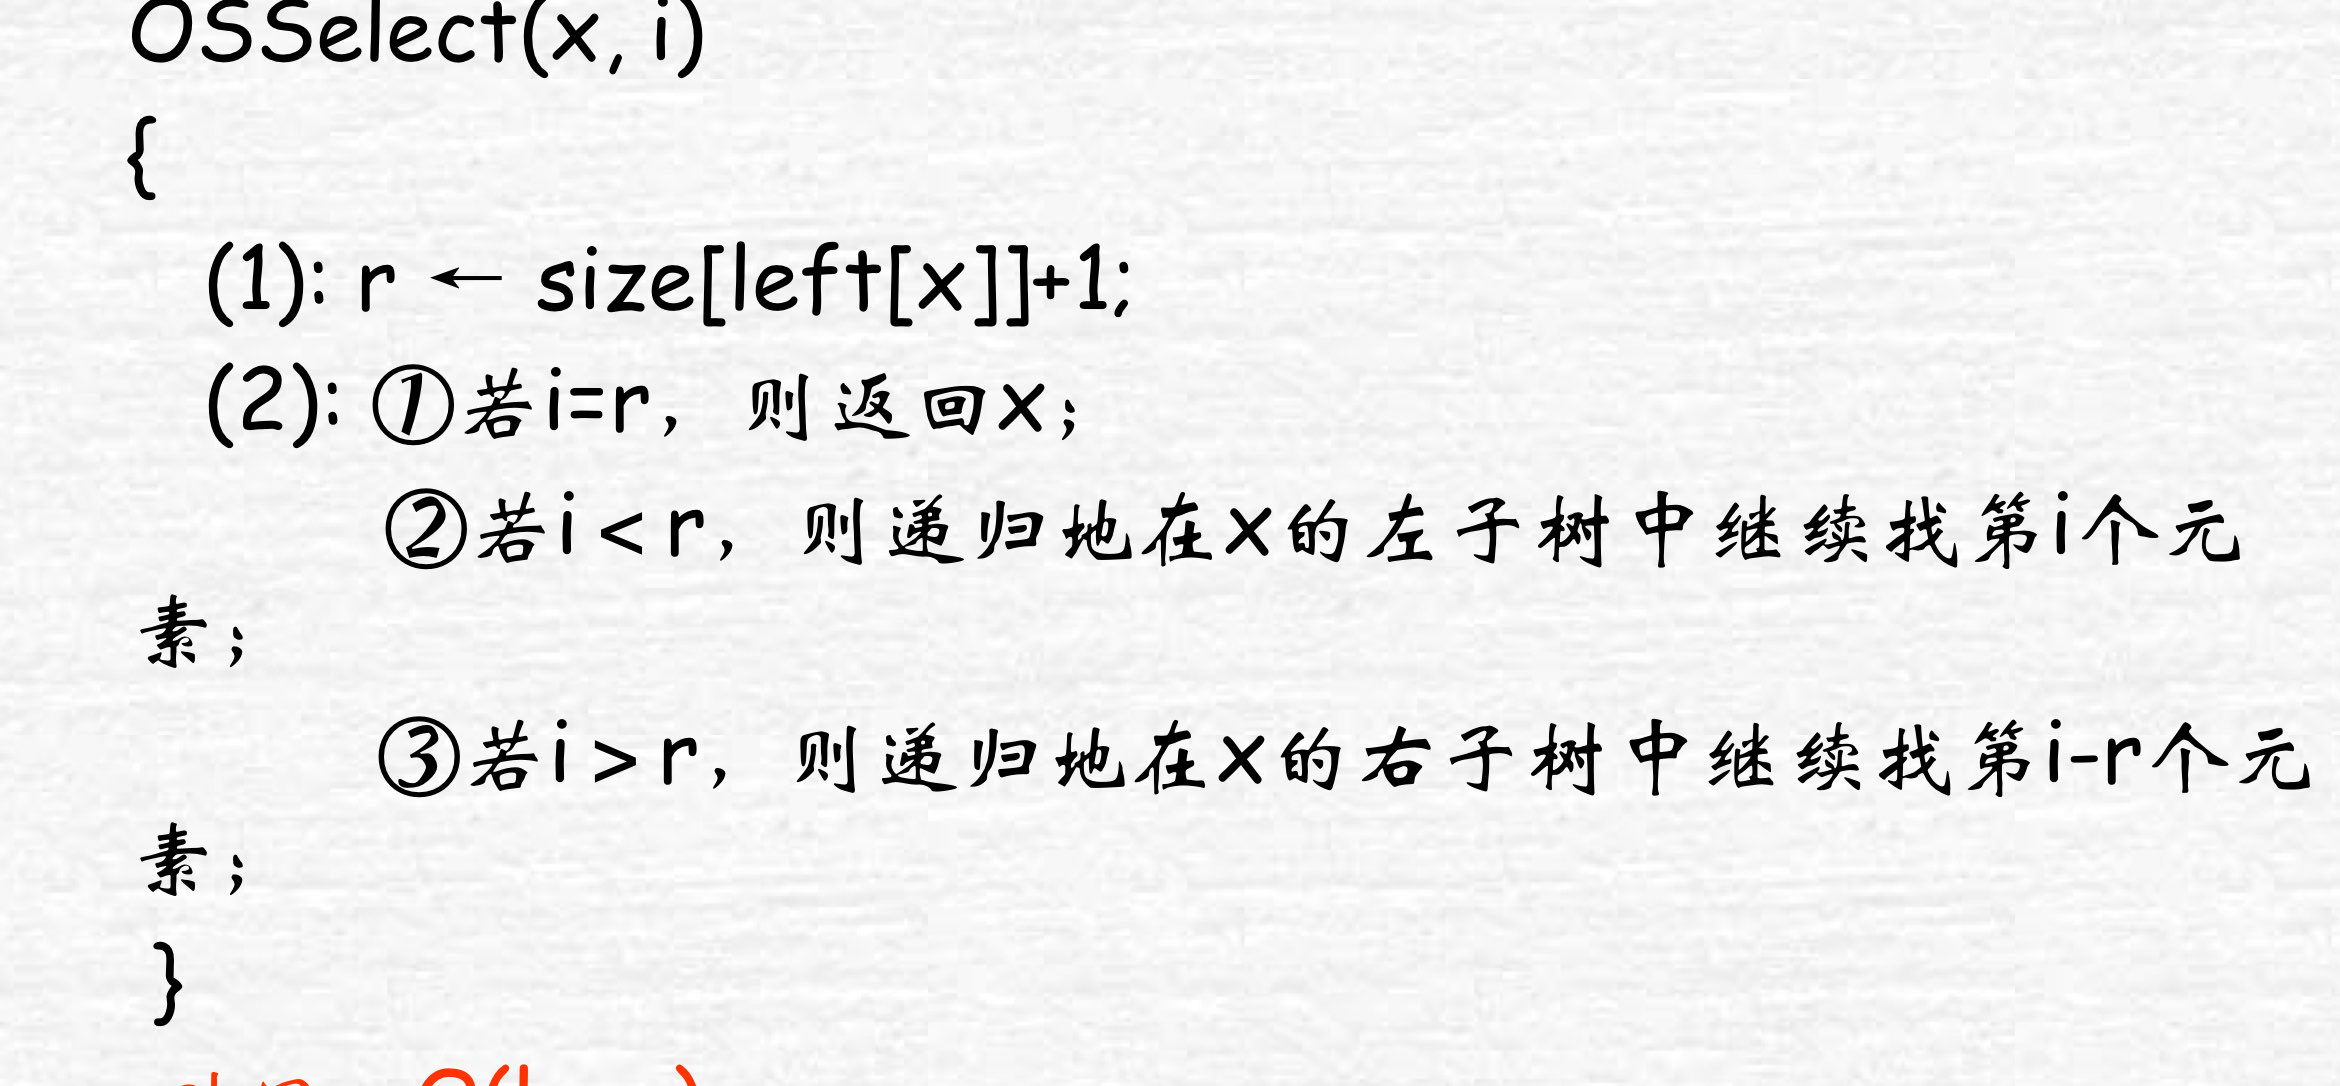 OSSelect(x, i)
{
(1): r ← size[left[x]]+1;
(2): ①若i=r，则返回x；
②若i < r，则递归地在x的左子树中继续找第i个元
素；
③若i > r，则递归地在x的右子树中继续找第i-r个元
素；
}